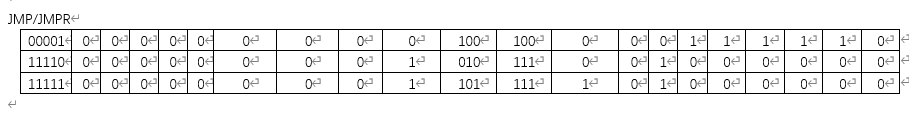 JMP/JMPR
00001 0 0 0 0 0 0 0 0 0 100 100 0 0 0 1 1 1 1 1 0
11110 0 0 0 0 0 0 0 0 1 010 111 0 0 1 0 0 0 0 0 0
11111 0 0 0 0 0 0 0 0 1 101 111 1 0 1 0 0 0 0 0 0